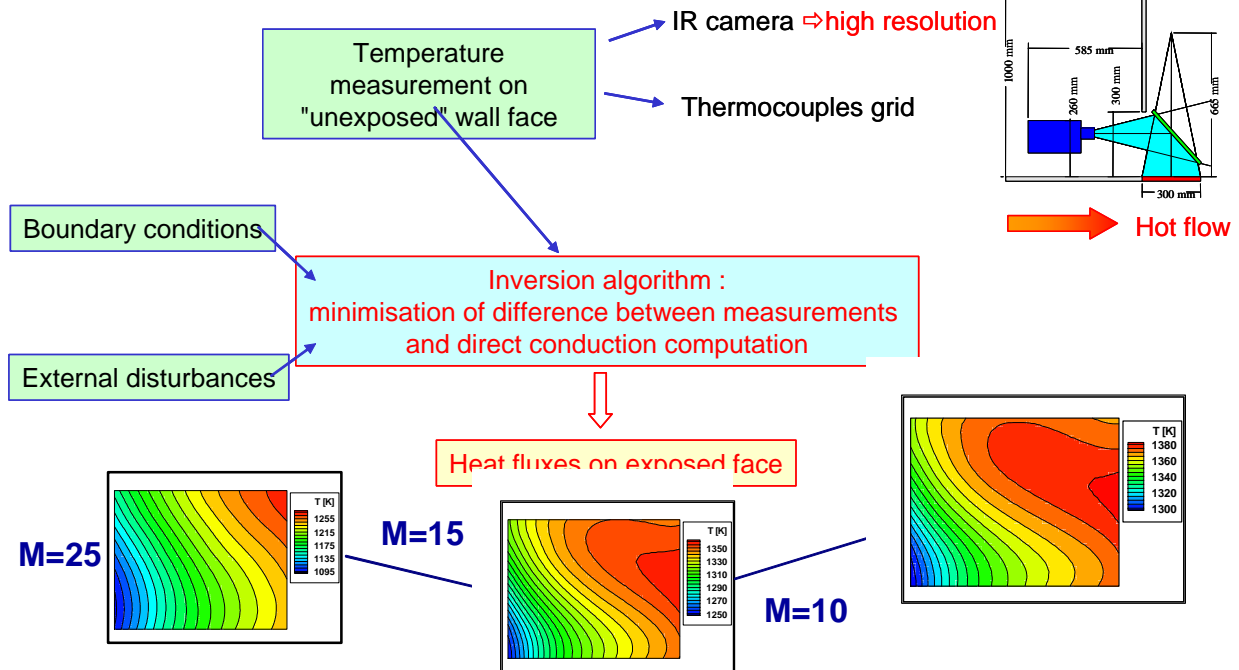 IR camera ⇨high resolution
Temperature
measurement on
"unexposed" wall face
Thermocouples grid
1000 mm
585 mm
260 mm
300 mm
665 mm
300 mm
Hot flow
Boundary conditions
Inversion algorithm :
minimisation of difference between measurements
and direct conduction computation
External disturbances
Heat fluxes on exposed face
M=25
T [K]
1255
1215
1175
1135
1095
M=15
T [K]
1350
1330
1310
1290
1270
1250
M=10
T [K]
1380
1360
1340
1320
1300